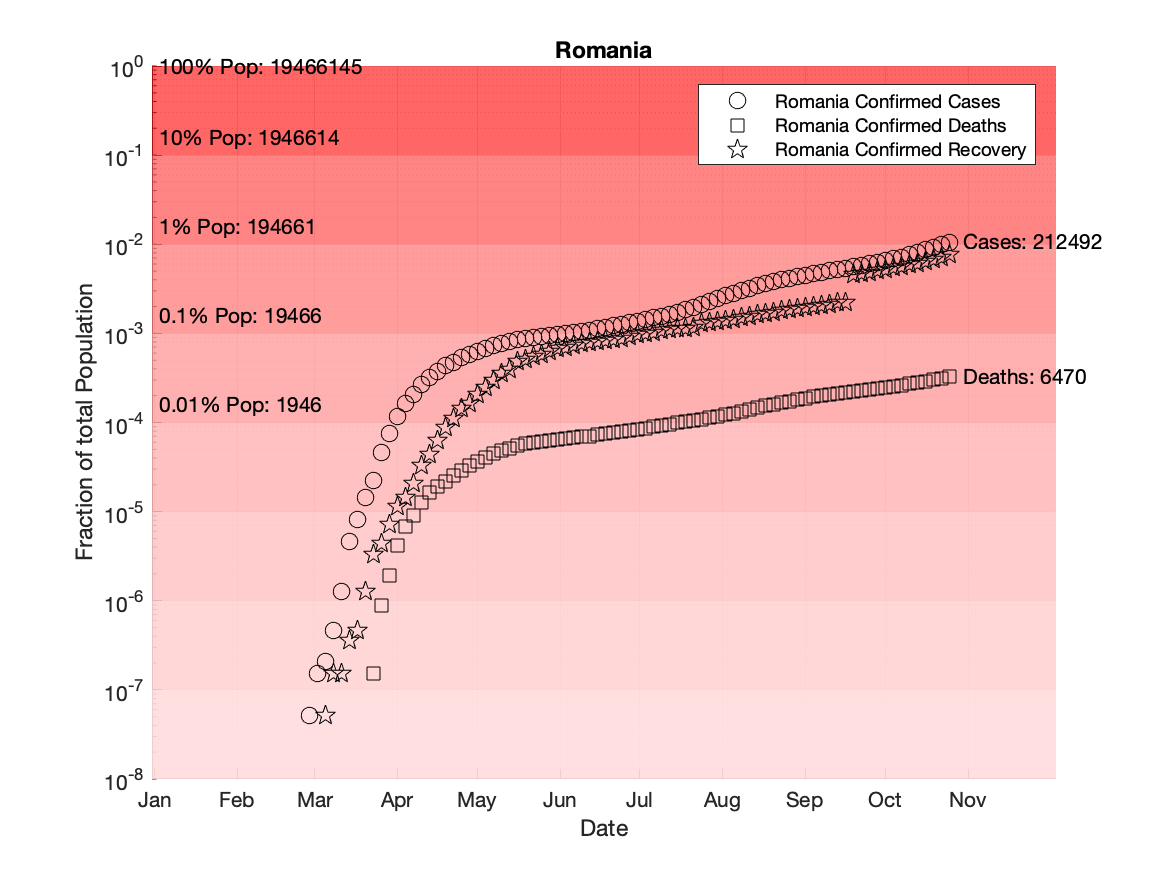 Romania
10^0
100% Pop: 19466145
Romania Confirmed Cases
Romania Confirmed Deaths
Romania Confirmed Recovery
10% Pop: 1946614
10^-1
1% Pop: 194661
10^-2
Cases: 212492
0.1% Pop: 19466
10^-3
Deaths: 6470
0.01% Pop: 1946
10^-4
10^-5
10^-6
10^-7
10^-8
Fraction of total Population
Jan Feb Mar Apr May Jun Jul Aug Sep Oct Nov
Date